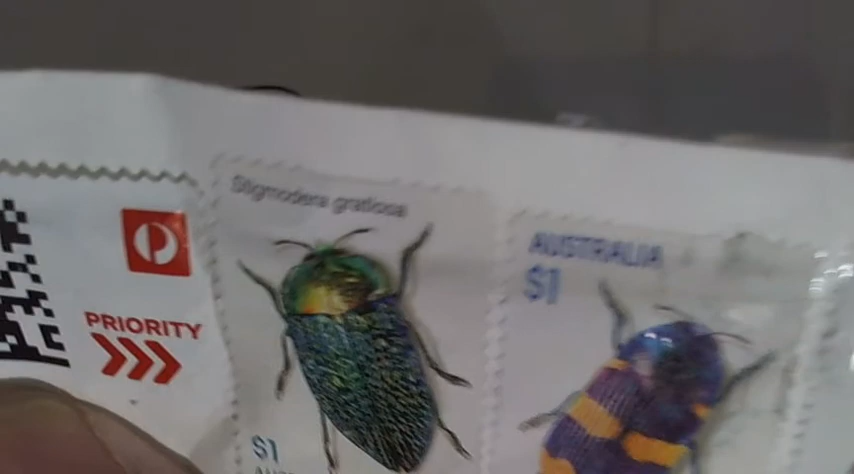 Stigmodera gratiosa
AUSTRALIA
$1
PRIORITY
$1